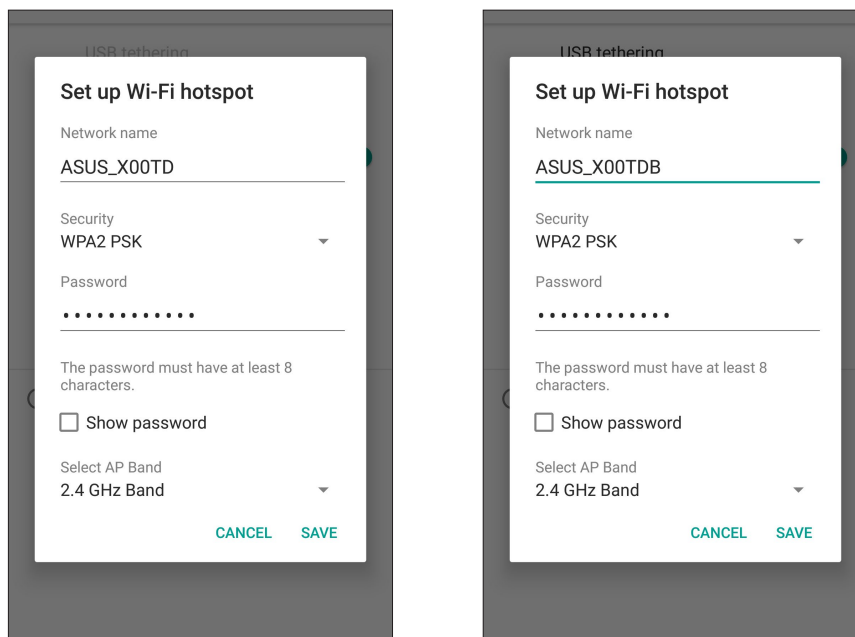 USB tethering
Set up Wi-Fi hotspot
Network name
ASUS_X00TD
Security
WPA2 PSK
Password
••••••••••••
The password must have at least 8
characters.
Show password
Select AP Band
2.4 GHz Band
CANCEL SAVE
USB tethering
Set up Wi-Fi hotspot
Network name
ASUS_X00TDB
Security
WPA2 PSK
Password
••••••••••••
The password must have at least 8
characters.
Show password
Select AP Band
2.4 GHz Band
CANCEL SAVE